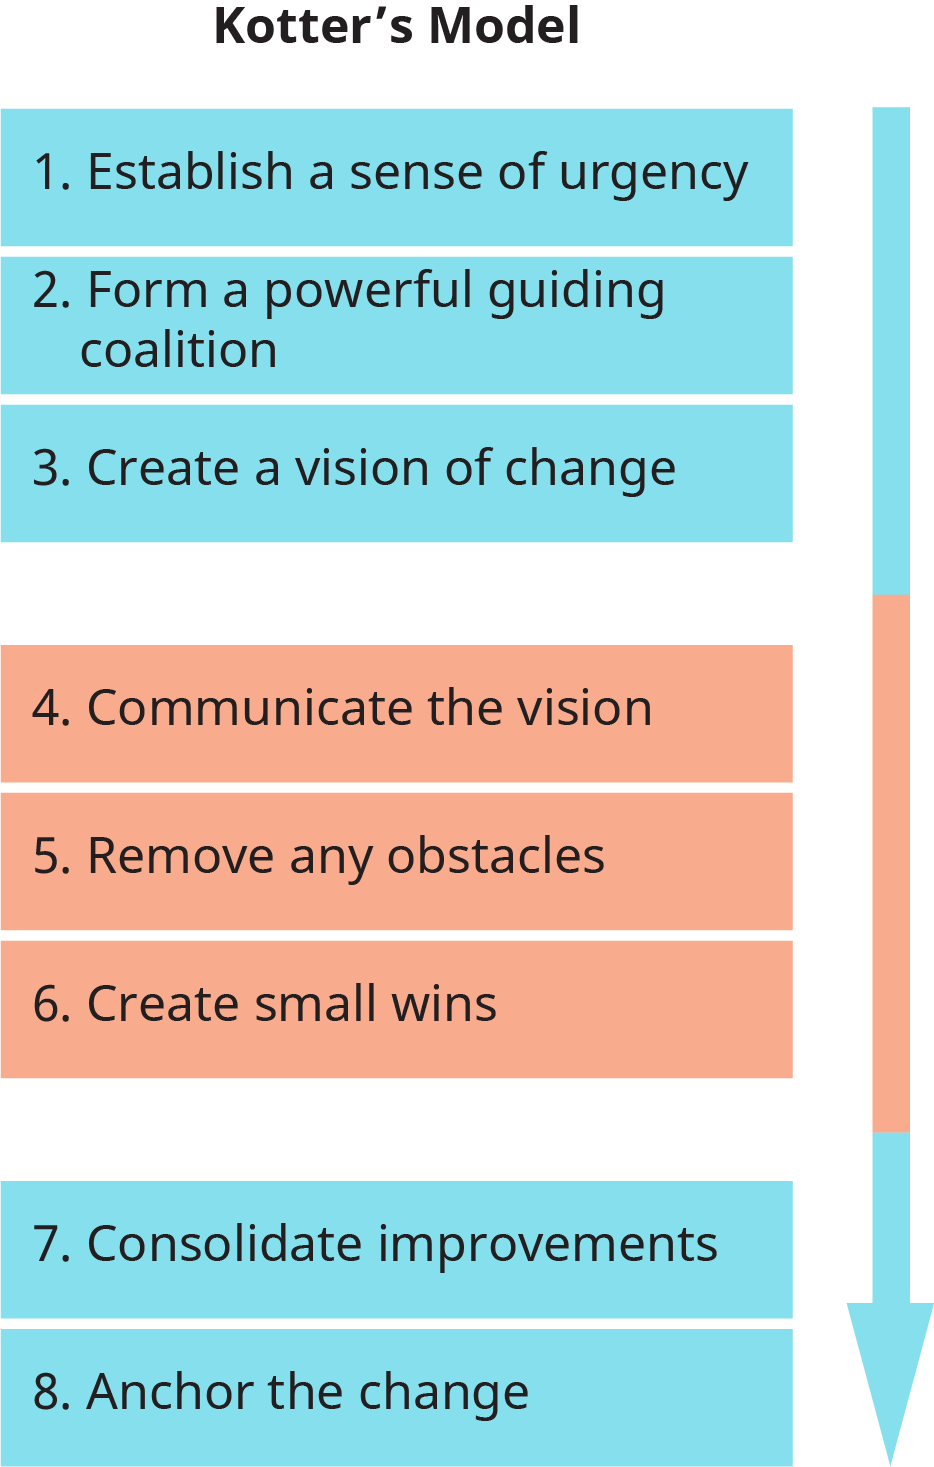 Kotter’s Model
1. Establish a sense of urgency
2. Form a powerful guiding
coalition
3. Create a vision of change
4. Communicate the vision
5. Remove any obstacles
6. Create small wins
7. Consolidate improvements
8. Anchor the change